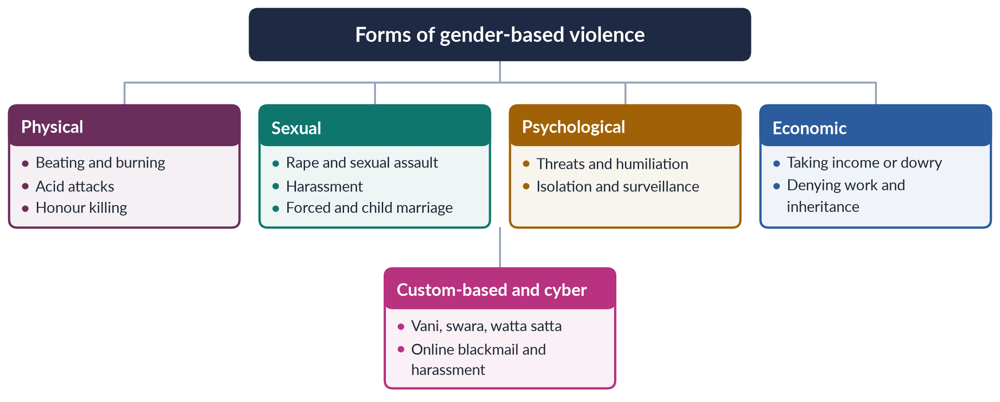 Forms of gender-based violence
Physical
Beating and burning
Acid attacks
Honour killing
Sexual
Rape and sexual assault
Harassment
Forced and child marriage
Psychological
Threats and humiliation
Isolation and surveillance
Economic
Taking income or dowry
Denying work and
inheritance
Custom-based and cyber
Vani, swara, watta satta
Online blackmail and
harassment